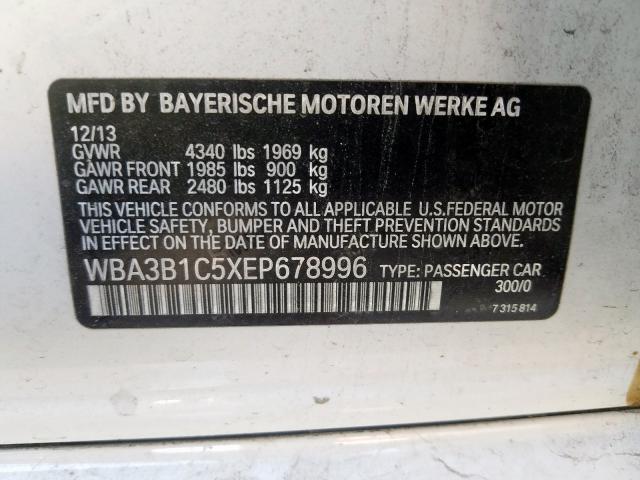 MFD BY BAYERISCHE MOTOREN WERKE AG
12/13
GVWR 4340 lbs 1969 kg
GAWR FRONT 1985 lbs 900 kg
GAWR REAR 2480 lbs 1125 kg
THIS VEHICLE CONFORMS TO ALL APPLICABLE U.S.FEDERAL MOTOR
VEHICLE SAFETY, BUMPER AND THEFT PREVENTION STANDARDS
IN EFFECT ON THE DATE OF MANUFACTURE SHOWN ABOVE.
WBA3B1C5XEP678996 TYPE: PASSENGER CAR
300/0
7 315 814